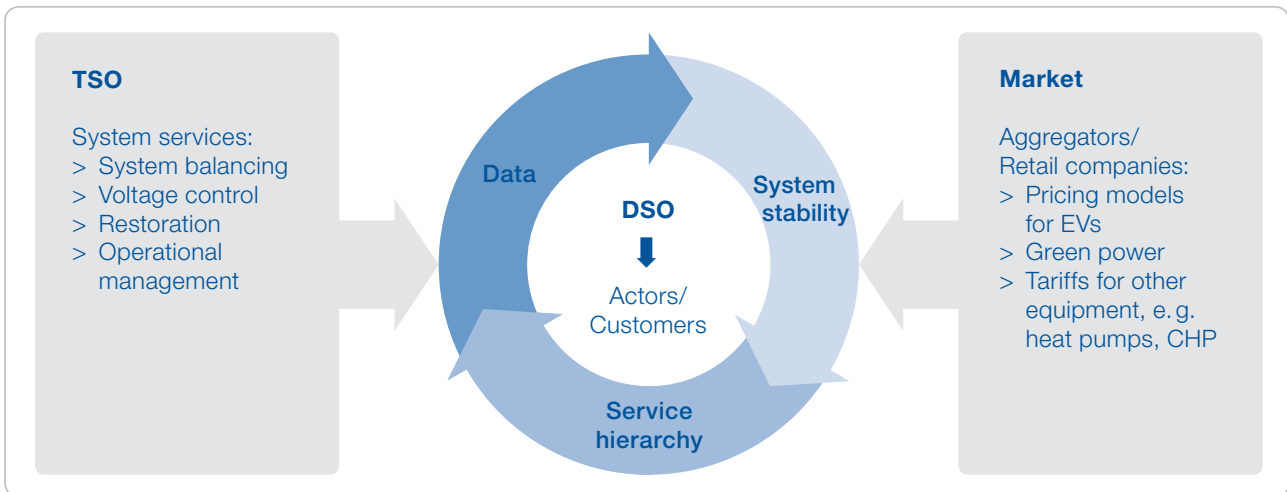 TSO
System services:
> System balancing
> Voltage control
> Restoration
> Operational
management
Data
System
stability
DSO
Actors/
Customers
Service
hierarchy
Market
Aggregators/
Retail companies:
> Pricing models
for EVs
> Green power
> Tariffs for other
equipment, e. g.
heat pumps, CHP